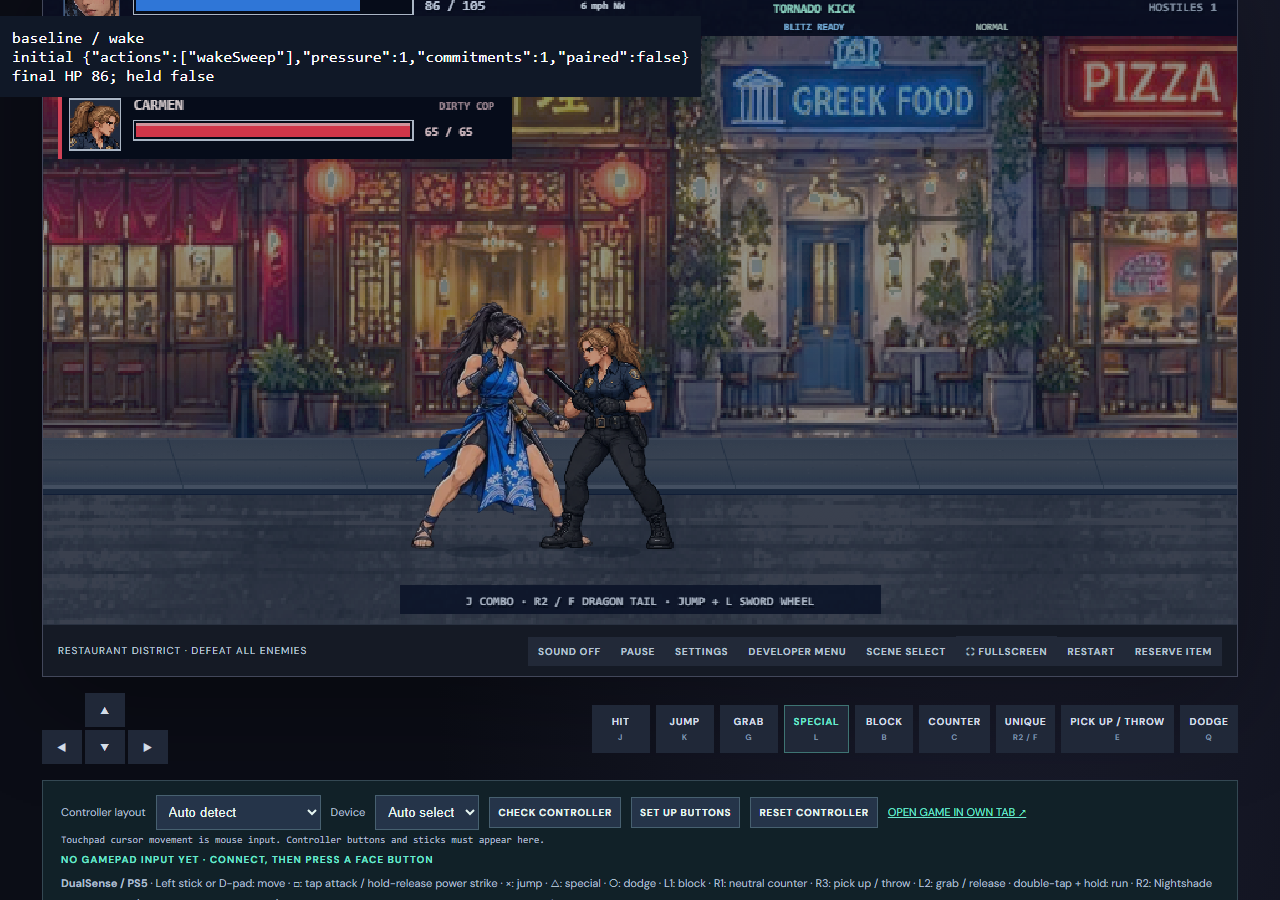 86 / 105
6 mph NW
TORNADO KICK
HOSTILES 1
BLITZ READY
NORMAL
baseline / wake
initial {"actions":["wakeSweep"],"pressure":1,"commitments":1,"paired":false}
final HP 86; held false
CARMEN
DIRTY COP
65 / 65
GREEK FOOD
PIZZA
J COMBO · R2 / F DRAGON TAIL · JUMP + L SWORD WHEEL
RESTAURANT DISTRICT · DEFEAT ALL ENEMIES
SOUND OFF
PAUSE
SETTINGS
DEVELOPER MENU
SCENE SELECT
⛶ FULLSCREEN
RESTART
RESERVE ITEM
▲
◀ ▼ ▶
HIT
J
JUMP
K
GRAB
G
SPECIAL
L
BLOCK
B
COUNTER
C
UNIQUE
R2 / F
PICK UP / THROW
E
DODGE
Q
Controller layout
Auto detect
Device
Auto select
CHECK CONTROLLER
SET UP BUTTONS
RESET CONTROLLER
OPEN GAME IN OWN TAB ↗
Touchpad cursor movement is mouse input. Controller buttons and sticks must appear here.
NO GAMEPAD INPUT YET · CONNECT, THEN PRESS A FACE BUTTON
DualSense / PS5 · Left stick or D-pad: move · □: tap attack / hold-release power strike · ×: jump · △: special · ○: dodge · L1: block · R1: neutral counter · R3: pick up / throw · L2: grab / release · double-tap + hold: run · R2: Nightshade